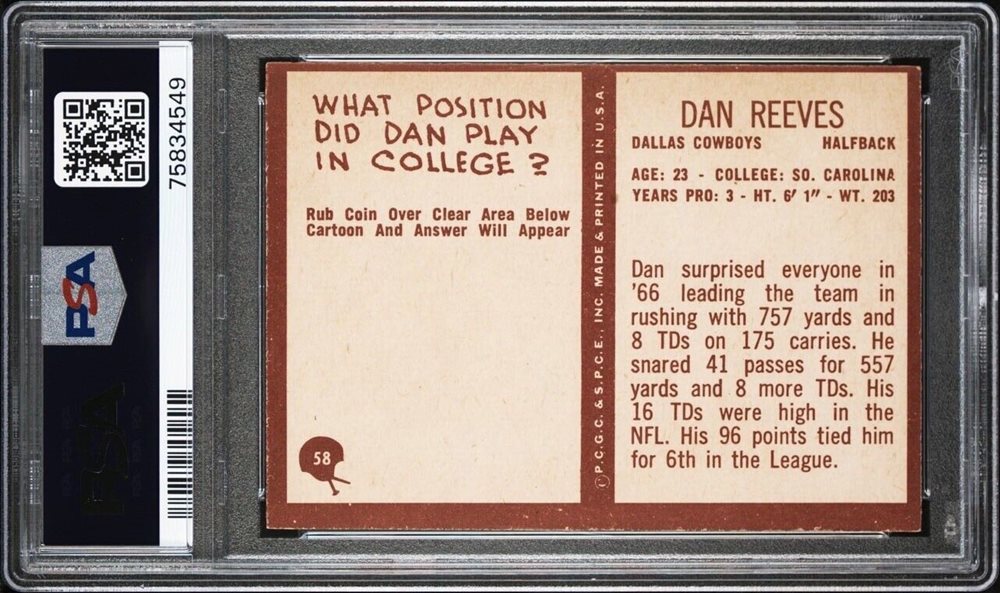 75834549
PSA
PSA
WHAT POSITION
DID DAN PLAY
IN COLLEGE ?
Rub Coin Over Clear Area Below
Cartoon And Answer Will Appear
58
© P.C.G.C. & S.P.C.E., INC. MADE & PRINTED IN U.S.A.
DAN REEVES
DALLAS COWBOYS HALFBACK
AGE: 23 - COLLEGE: SO. CAROLINA
YEARS PRO: 3 - HT. 6' 1" - WT. 203
Dan surprised everyone in
'66 leading the team in
rushing with 757 yards and
8 TDs on 175 carries. He
snared 41 passes for 557
yards and 8 more TDs. His
16 TDs were high in the
NFL. His 96 points tied him
for 6th in the League.